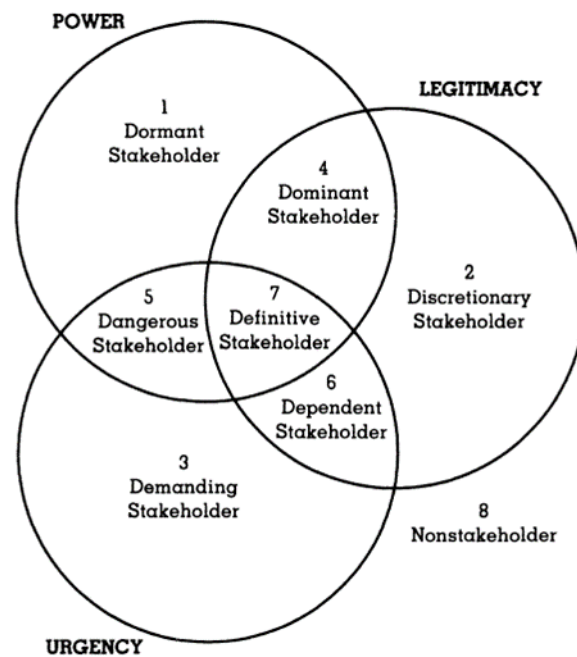 POWER
LEGITIMACY
1
Dormant
Stakeholder
4
Dominant
Stakeholder
2
Discretionary
Stakeholder
5
Dangerous
Stakeholder
7
Definitive
Stakeholder
6
Dependent
Stakeholder
3
Demanding
Stakeholder
8
Nonstakeholder
URGENCY